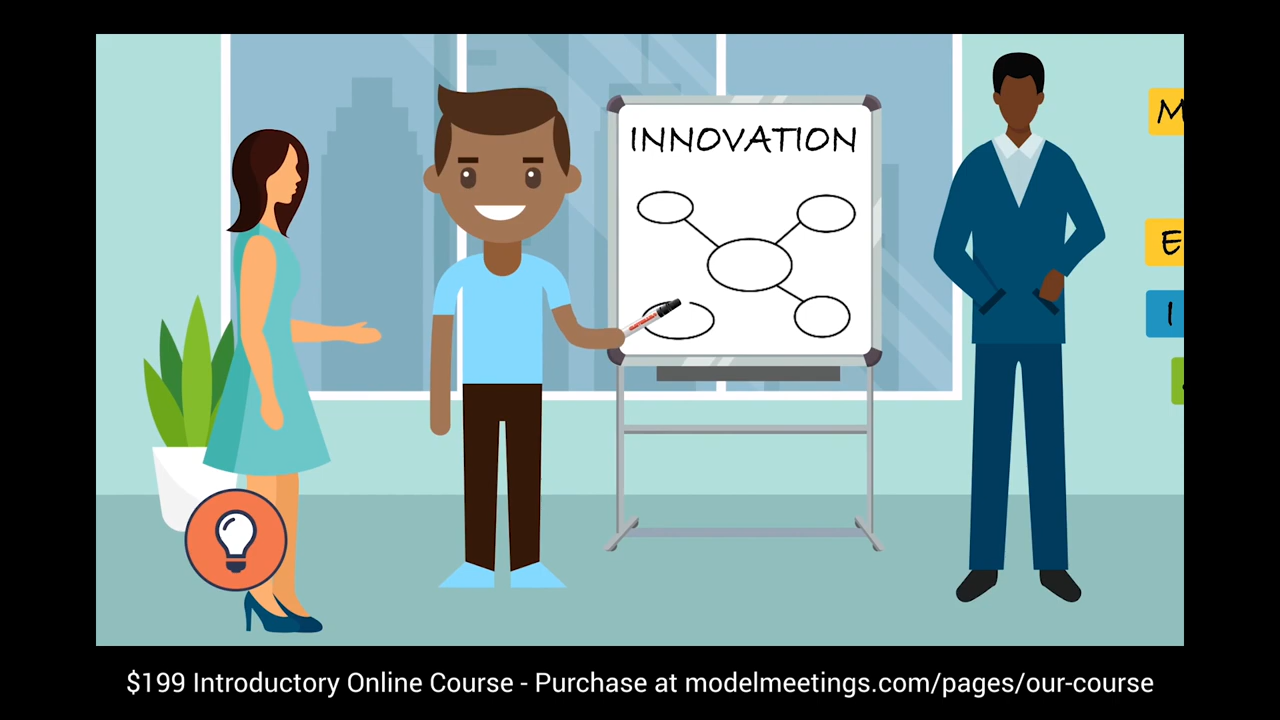 INNOVATION
M
E
I
$199 Introductory Online Course - Purchase at modelmeetings.com/pages/our-course